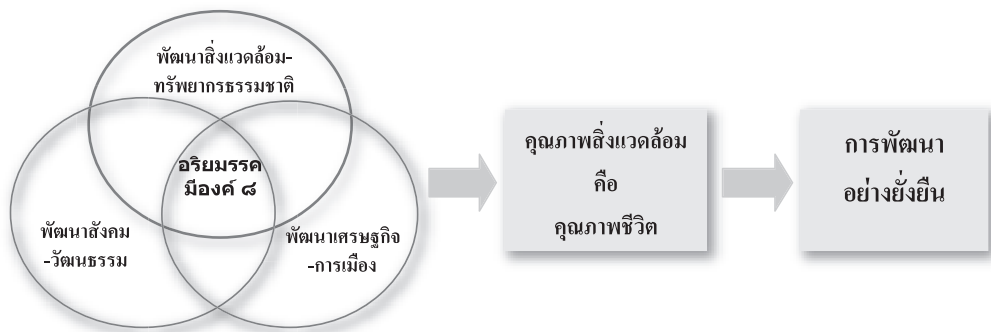 พัฒนาสิ่งแวดล้อม-
ทรัพยากรธรรมชาติ
อริยมรรค
มีองค์ ๘
พัฒนาสังคม
-วัฒนธรรม
พัฒนาเศรษฐกิจ
-การเมือง
คุณภาพสิ่งแวดล้อม
คือ
คุณภาพชีวิต
การพัฒนา
อย่างยั่งยืน